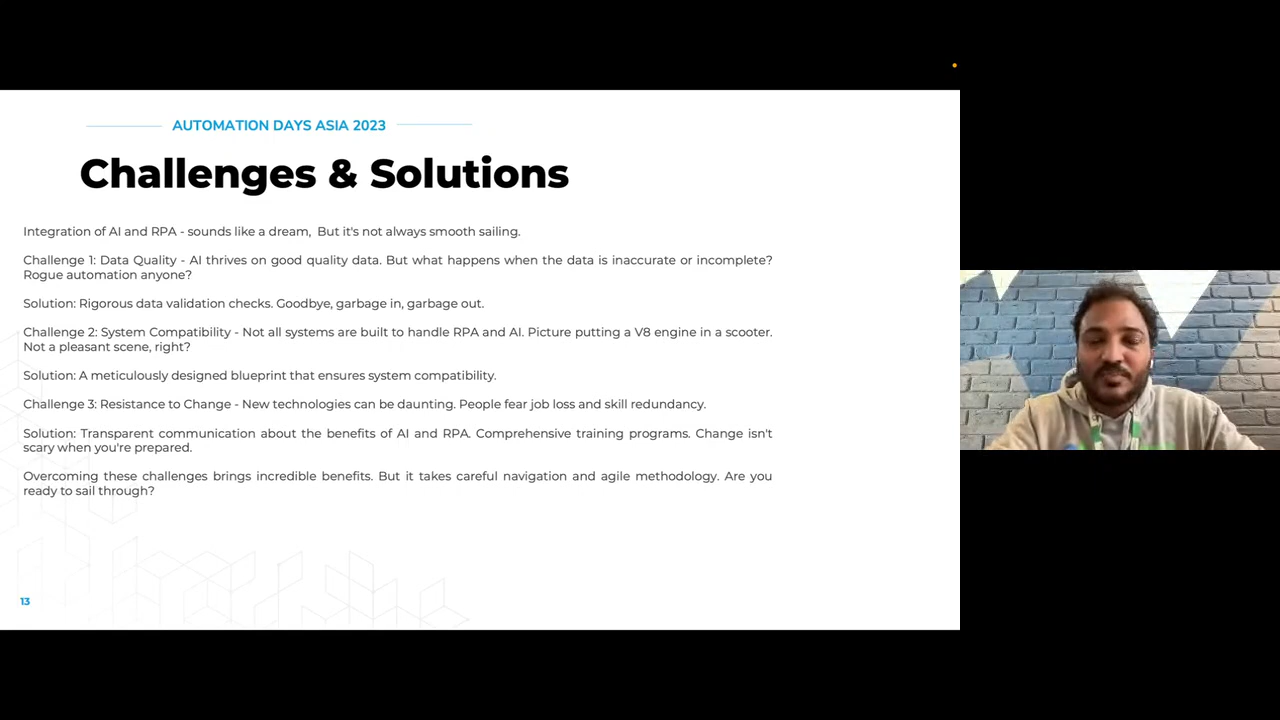 AUTOMATION DAYS ASIA 2023
Challenges & Solutions
Integration of AI and RPA - sounds like a dream,  But it's not always smooth sailing.
Challenge 1: Data Quality - AI thrives on good quality data. But what happens when the data is inaccurate or incomplete?
Rogue automation anyone?
Solution: Rigorous data validation checks. Goodbye, garbage in, garbage out.
Challenge 2: System Compatibility - Not all systems are built to handle RPA and AI. Picture putting a V8 engine in a scooter.
Not a pleasant scene, right?
Solution: A meticulously designed blueprint that ensures system compatibility.
Challenge 3: Resistance to Change - New technologies can be daunting. People fear job loss and skill redundancy.
Solution: Transparent communication about the benefits of AI and RPA. Comprehensive training programs. Change isn't
scary when you're prepared.
Overcoming these challenges brings incredible benefits. But it takes careful navigation and agile methodology. Are you
ready to sail through?
13